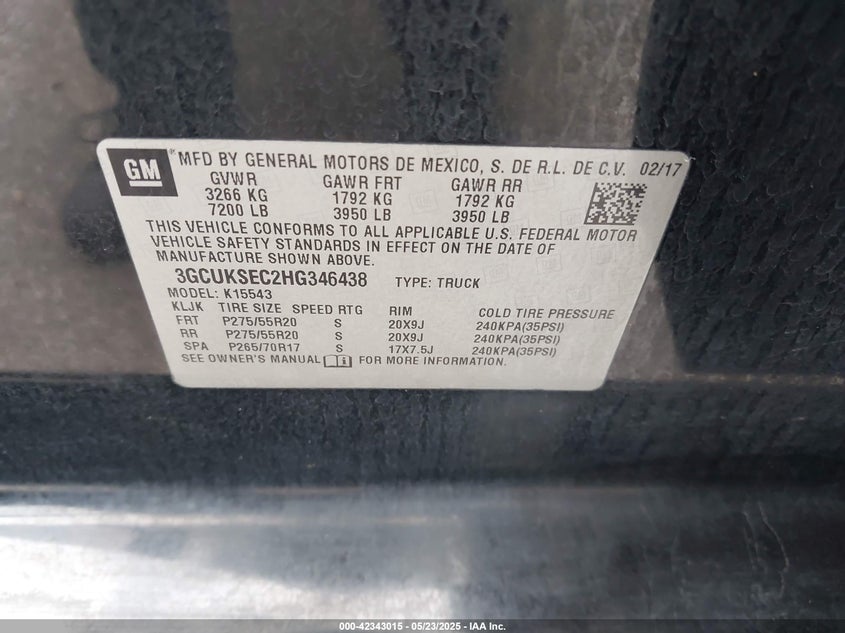 GM ® MFD BY GENERAL MOTORS DE MEXICO, S. DE R.L. DE C.V. 02/17
GVWR GAWR FRT GAWR RR
3266 KG 1792 KG 1792 KG
7200 LB 3950 LB 3950 LB
THIS VEHICLE CONFORMS TO ALL APPLICABLE U.S. FEDERAL MOTOR
VEHICLE SAFETY STANDARDS IN EFFECT ON THE DATE OF
MANUFACTURE SHOWN ABOVE.
3GCUKSEC2HG346438 TYPE: TRUCK
MODEL: K15543
KLJK TIRE SIZE SPEED RTG RIM COLD TIRE PRESSURE
FRT P275/55R20 S 20X9J 240KPA(35PSI)
RR P275/55R20 S 20X9J 240KPA(35PSI)
SPA P265/70R17 S 17X7.5J 240KPA(35PSI)
SEE OWNER'S MANUAL FOR MORE INFORMATION.
000-42343015 - 05/23/2025 - IAA Inc.